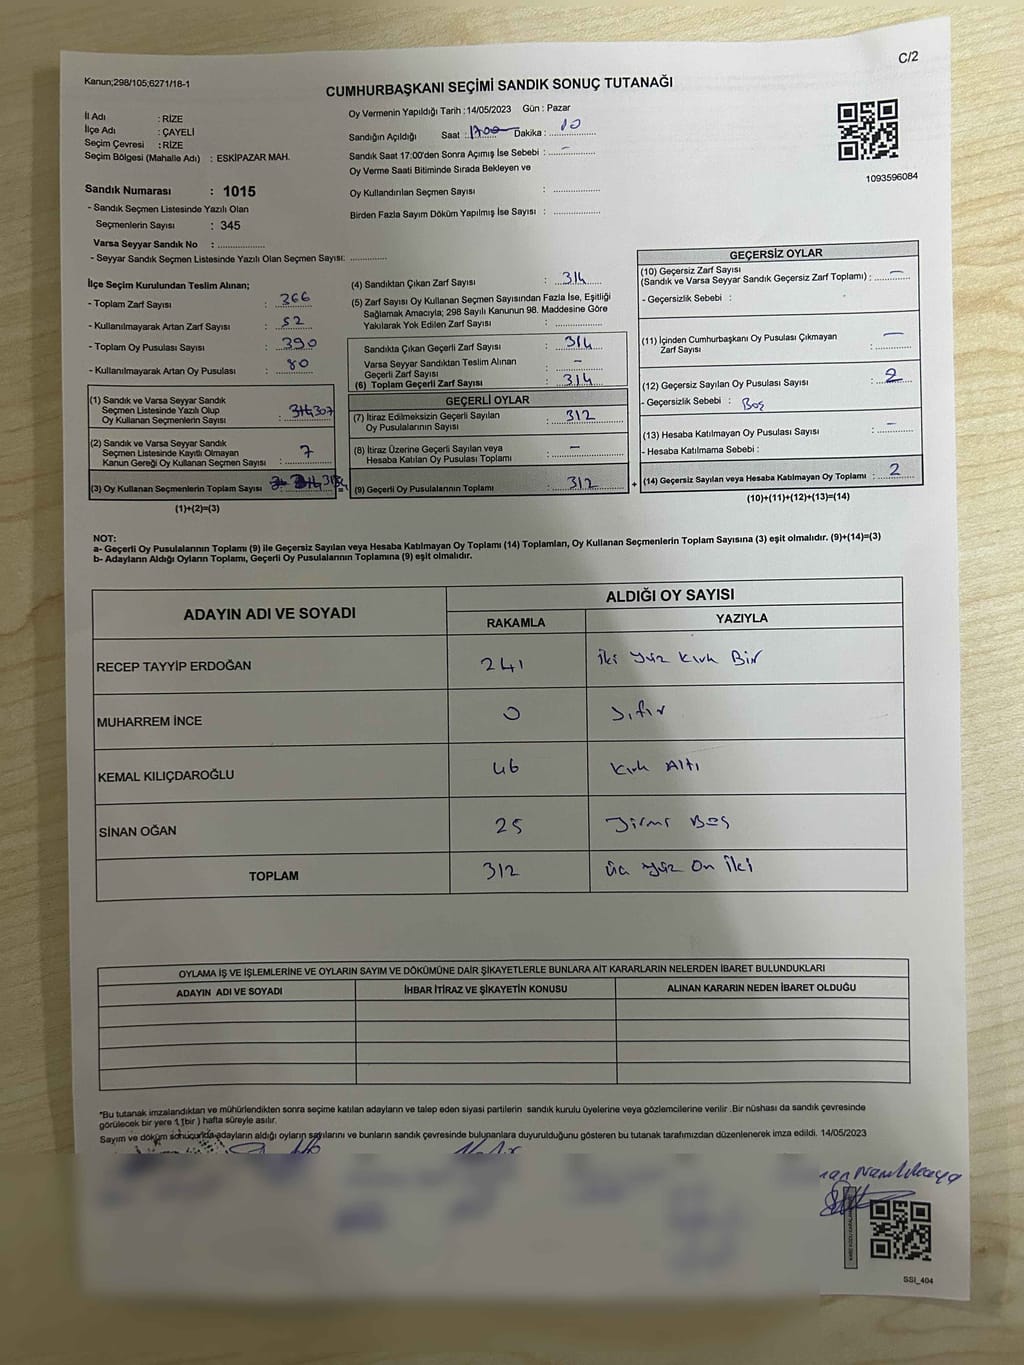 C/2
Kanun;298/105;6271/18-1
CUMHURBAŞKANI SEÇİMİ SANDIK SONUÇ TUTANAĞI
İl Adı : RİZE
İlçe Adı : ÇAYELİ
Seçim Çevresi : RİZE
Seçim Bölgesi (Mahalle Adı) : ESKİPAZAR MAH.
Sandık Numarası : 1015
- Sandık Seçmen Listesinde Yazılı Olan
Seçmenlerin Sayısı : 345
Varsa Seyyar Sandık No : ..................
- Seyyar Sandık Seçmen Listesinde Yazılı Olan Seçmen Sayısı: ..............
Oy Vermenin Yapıldığı Tarih : 14/05/2023 Gün : Pazar
Sandığın Açıldığı Saat : 1700 Dakika : 10
Sandık Saat 17:00'den Sonra Açımış İse Sebebi : –
Oy Verme Saati Bitiminde Sırada Bekleyen ve
Oy Kullandırılan Seçmen Sayısı : ..................
Birden Fazla Sayım Döküm Yapılmış İse Sayısı : ..................
1093596084
İlçe Seçim Kurulundan Teslim Alınan;
- Toplam Zarf Sayısı : 366
- Kullanılmayarak Artan Zarf Sayısı : 52
- Toplam Oy Pusulası Sayısı : 390
- Kullanılmayarak Artan Oy Pusulası : 80
(1) Sandık ve Varsa Seyyar Sandık
Seçmen Listesinde Yazılı Olup
Oy Kullanan Seçmenlerin Sayısı : 314 307
(2) Sandık ve Varsa Seyyar Sandık
Seçmen Listesinde Kayıtlı Olmayan
Kanun Gereği Oy Kullanan Seçmen Sayısı : 7
(3) Oy Kullanan Seçmenlerin Toplam Sayısı : 314
(1)+(2)=(3)
(4) Sandıktan Çıkan Zarf Sayısı : 314
(5) Zarf Sayısı Oy Kullanan Seçmen Sayısından Fazla İse, Eşitliği
Sağlamak Amacıyla; 298 Sayılı Kanunun 98. Maddesine Göre
Yakılarak Yok Edilen Zarf Sayısı : ..................
Sandıkta Çıkan Geçerli Zarf Sayısı : 314
Varsa Seyyar Sandıktan Teslim Alınan
Geçerli Zarf Sayısı : –
(6) Toplam Geçerli Zarf Sayısı : 314
GEÇERLİ OYLAR
(7) İtiraz Edilmeksizin Geçerli Sayılan
Oy Pusulalarının Sayısı : 312
(8) İtiraz Üzerine Geçerli Sayılan veya
Hesaba Katılan Oy Pusulası Toplamı : –
(9) Geçerli Oy Pusulalarının Toplamı : 312
GEÇERSİZ OYLAR
(10) Geçersiz Zarf Sayısı
(Sandık ve Varsa Seyyar Sandık Geçersiz Zarf Toplamı) : –
- Geçersizlik Sebebi :
(11) İçinden Cumhurbaşkanı Oy Pusulası Çıkmayan
Zarf Sayısı : –
(12) Geçersiz Sayılan Oy Pusulası Sayısı : 2
- Geçersizlik Sebebi : Boş
(13) Hesaba Katılmayan Oy Pusulası Sayısı : –
- Hesaba Katılmama Sebebi :
+ (14) Geçersiz Sayılan veya Hesaba Katılmayan Oy Toplamı : 2
(10)+(11)+(12)+(13)=(14)
NOT:
a- Geçerli Oy Pusulalarının Toplamı (9) ile Geçersiz Sayılan veya Hesaba Katılmayan Oy Toplamı (14) Toplamları, Oy Kullanan Seçmenlerin Toplam Sayısına (3) eşit olmalıdır. (9)+(14)=(3)
b- Adayların Aldığı Oyların Toplamı, Geçerli Oy Pusulalarının Toplamına (9) eşit olmalıdır.
ADAYIN ADI VE SOYADI
ALDIĞI OY SAYISI
RAKAMLA YAZIYLA
RECEP TAYYİP ERDOĞAN 241 iki yüz kırk Bir
MUHARREM İNCE 0 Sıfır
KEMAL KILIÇDAROĞLU 46 Kırk Altı
SİNAN OĞAN 25 Yirmi Beş
TOPLAM 312 üç yüz On İki
OYLAMA İŞ VE İŞLEMLERİNE VE OYLARIN SAYIM VE DÖKÜMÜNE DAİR ŞİKAYETLERLE BUNLARA AİT KARARLARIN NELERDEN İBARET BULUNDUKLARI
ADAYIN ADI VE SOYADI İHBAR İTİRAZ VE ŞİKAYETİN KONUSU ALINAN KARARIN NEDEN İBARET OLDUĞU
*Bu tutanak imzalandıktan ve mühürlendikten sonra seçime katılan adayların ve talep eden siyasi partilerin sandık kurulu üyelerine veya gözlemcilerine verilir .Bir nüshası da sandık çevresinde
görülecek bir yere 1 (bir ) hafta süreyle asılır.
Sayım ve döküm sonucunda adayların aldığı oyların sayılarını ve bunların sandık çevresinde bulunanlara duyurulduğunu gösteren bu tutanak tarafımızdan düzenlenerek imza edildi. 14/05/2023
SSI_404